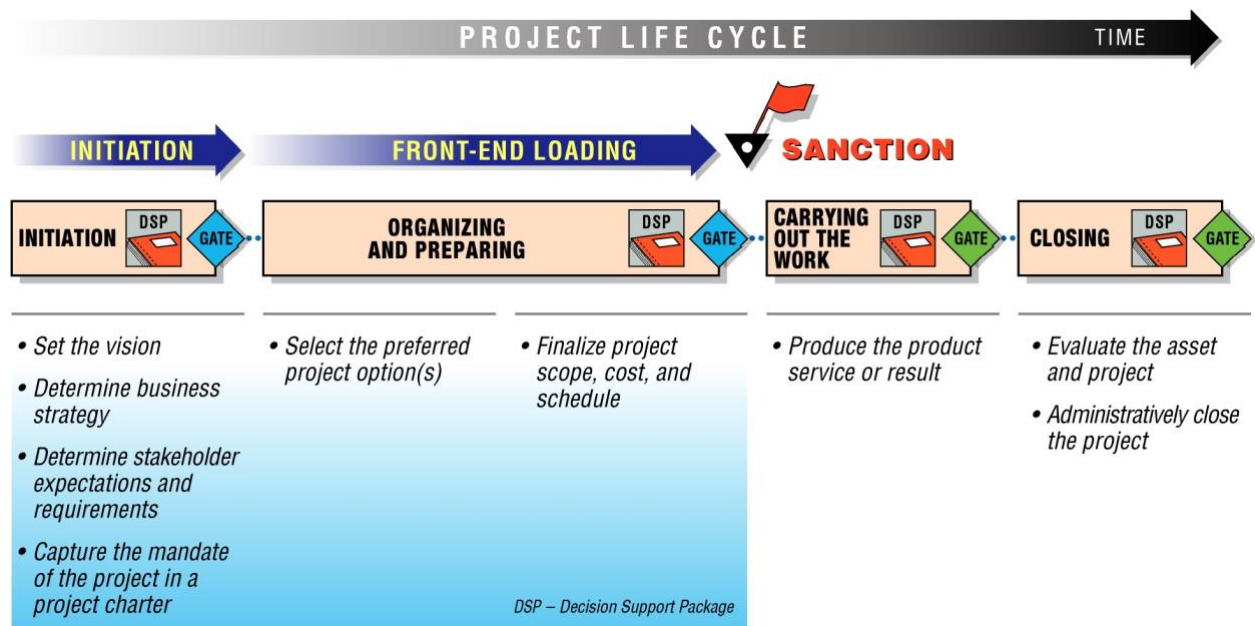 PROJECT LIFE CYCLE
TIME
INITIATION
FRONT-END LOADING
SANCTION
INITIATION
DSP
GATE
ORGANIZING
AND PREPARING
DSP
GATE
CARRYING
OUT THE
WORK
DSP
GATE
CLOSING
DSP
GATE
• Set the vision
• Determine business
strategy
• Determine stakeholder
expectations and
requirements
• Capture the mandate
of the project in a
project charter
• Select the preferred
project option(s)
• Finalize project
scope, cost, and
schedule
• Produce the product
service or result
• Evaluate the asset
and project
• Administratively close
the project
DSP – Decision Support Package